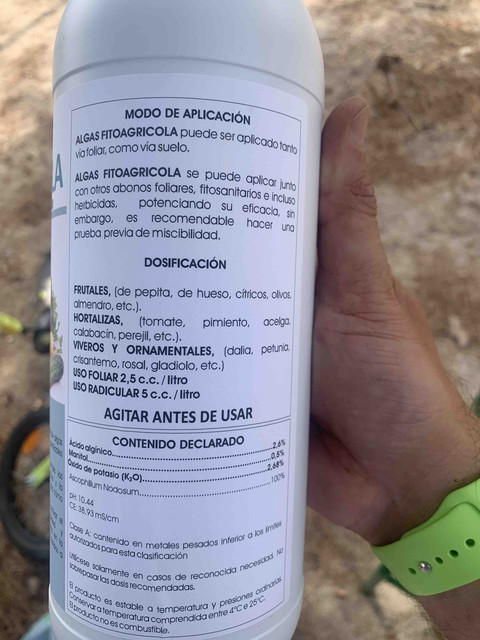 LA
MODO DE APLICACIÓN
ALGAS FITOAGRICOLA puede ser aplicado tanto
vía foliar, como vía suelo.
ALGAS FITOAGRICOLA se puede aplicar junto
con otros abonos foliares, fitosanitarios e incluso
herbicidas, potenciando su eficacia, sin
embargo, es recomendable hacer una
prueba previa de miscibilidad.
DOSIFICACIÓN
FRUTALES, (de pepita, de hueso, cítricos, olivos,
almendro, etc.).
HORTALIZAS, (tomate, pimiento, acelga,
calabacín, perejil, etc.).
VIVEROS Y ORNAMENTALES, (dalia, petunia,
crisantemo, rosal, gladiolo, etc.)
USO FOLIAR 2,5 c.c. / litro
USO RADICULAR 5 c.c. / litro
AGITAR ANTES DE USAR
CONTENIDO DECLARADO
Ácido algínico..........2,6%
Manitol..........0,5%
Óxido de potasio (K₂O)..........2,68%
Ascophillum Nodosum..........100%
pH: 10,44
CE: 38,93 mS/cm
Clase A: contenido en metales pesados inferior a los límites
autorizados para esta clasificación
Utilícese solamente en casos de reconocida necesidad. No
sobrepasar las dosis recomendadas.
El producto es estable a temperatura y presiones ordinarias.
Conservar a temperatura comprendida entre 4ºC e 25ºC.
El producto no es combustible.